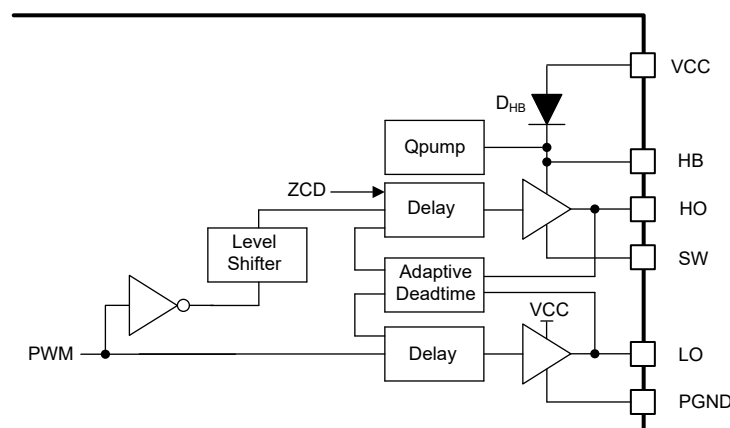 VCC
DHB
Qpump
HB
ZCD
Delay
HO
Level
Shifter
SW
Adaptive
Deadtime
VCC
PWM
Delay
LO
PGND